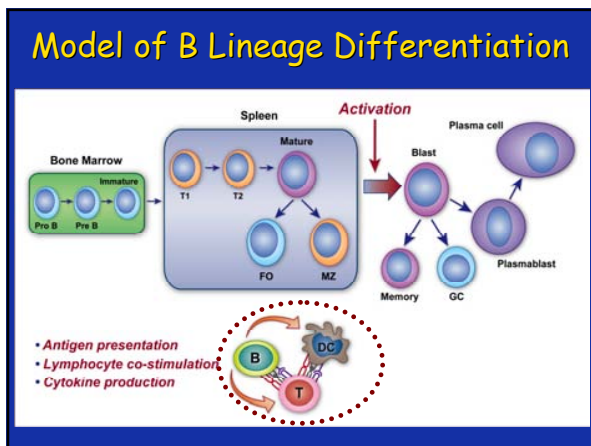 Model of B Lineage Differentiation
Activation
Spleen
Plasma cell
Mature
Blast
Bone Marrow
Immature
T1
T2
Pro B
Pre B
Plasmablast
FO
MZ
Memory
GC
• Antigen presentation
• Lymphocyte co-stimulation
• Cytokine production
B
DC
T